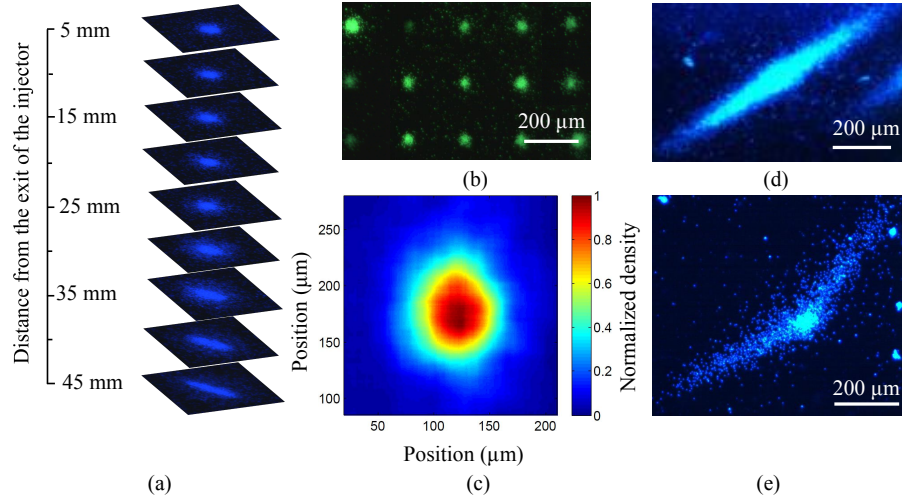 Distance from the exit of the injector
5 mm
15 mm
25 mm
35 mm
45 mm
(a)
200 µm
(b)
250
200
150
100
50
100
150
200
Position (µm)
Position (µm)
1
0.8
0.6
0.4
0.2
0
Normalized density
(c)
200 µm
(d)
200 µm
(e)